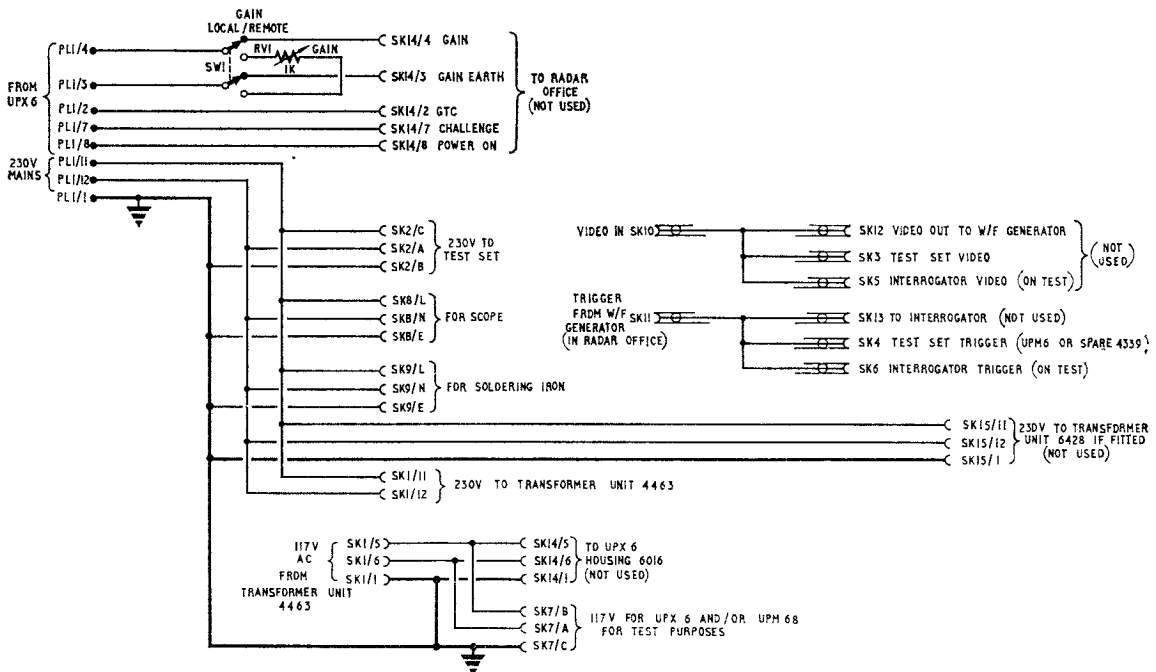 GAIN
LOCAL/REMOTE
PL1/4
SK14/4 GAIN
RV1 GAIN
1K
SW1
PL1/3
SK14/3 GAIN EARTH
FROM
UPX6
TO RADAR
OFFICE
(NOT USED)
PL1/2
SK14/2 GTC
PL1/7
SK14/7 CHALLENGE
PL1/8
SK14/8 POWER ON
230V
MAINS
PL1/11
PL1/12
PL1/1
SK2/C
SK2/A
SK2/B
230V TO
TEST SET
SK8/L
SK8/N
SK8/E
FOR SCOPE
SK9/L
SK9/N
SK9/E
FOR SOLDERING IRON
VIDEO IN SK10
SK12 VIDEO OUT TO W/F GENERATOR
SK3 TEST SET VIDEO
SK5 INTERROGATOR VIDEO (ON TEST)
(NOT
USED)
TRIGGER
FROM W/F
GENERATOR
(IN RADAR OFFICE)
SK11
SK13 TO INTERROGATOR (NOT USED)
SK4 TEST SET TRIGGER (UPM6 OR SPARE 4339)
SK6 INTERROGATOR TRIGGER (ON TEST)
SK15/11
SK15/12
SK15/1
230V TO TRANSFORMER
UNIT 6428 IF FITTED
(NOT USED)
SK1/11
SK1/12
230V TO TRANSFORMER UNIT 4463
117V
AC
FROM
TRANSFORMER UNIT
4463
SK1/5
SK1/6
SK1/1
SK14/5
SK14/6
SK14/1
TO UPX 6
HOUSING 6016
(NOT USED)
SK7/B
SK7/A
SK7/C
117V FOR UPX 6 AND/OR UPM 68
FOR TEST PURPOSES